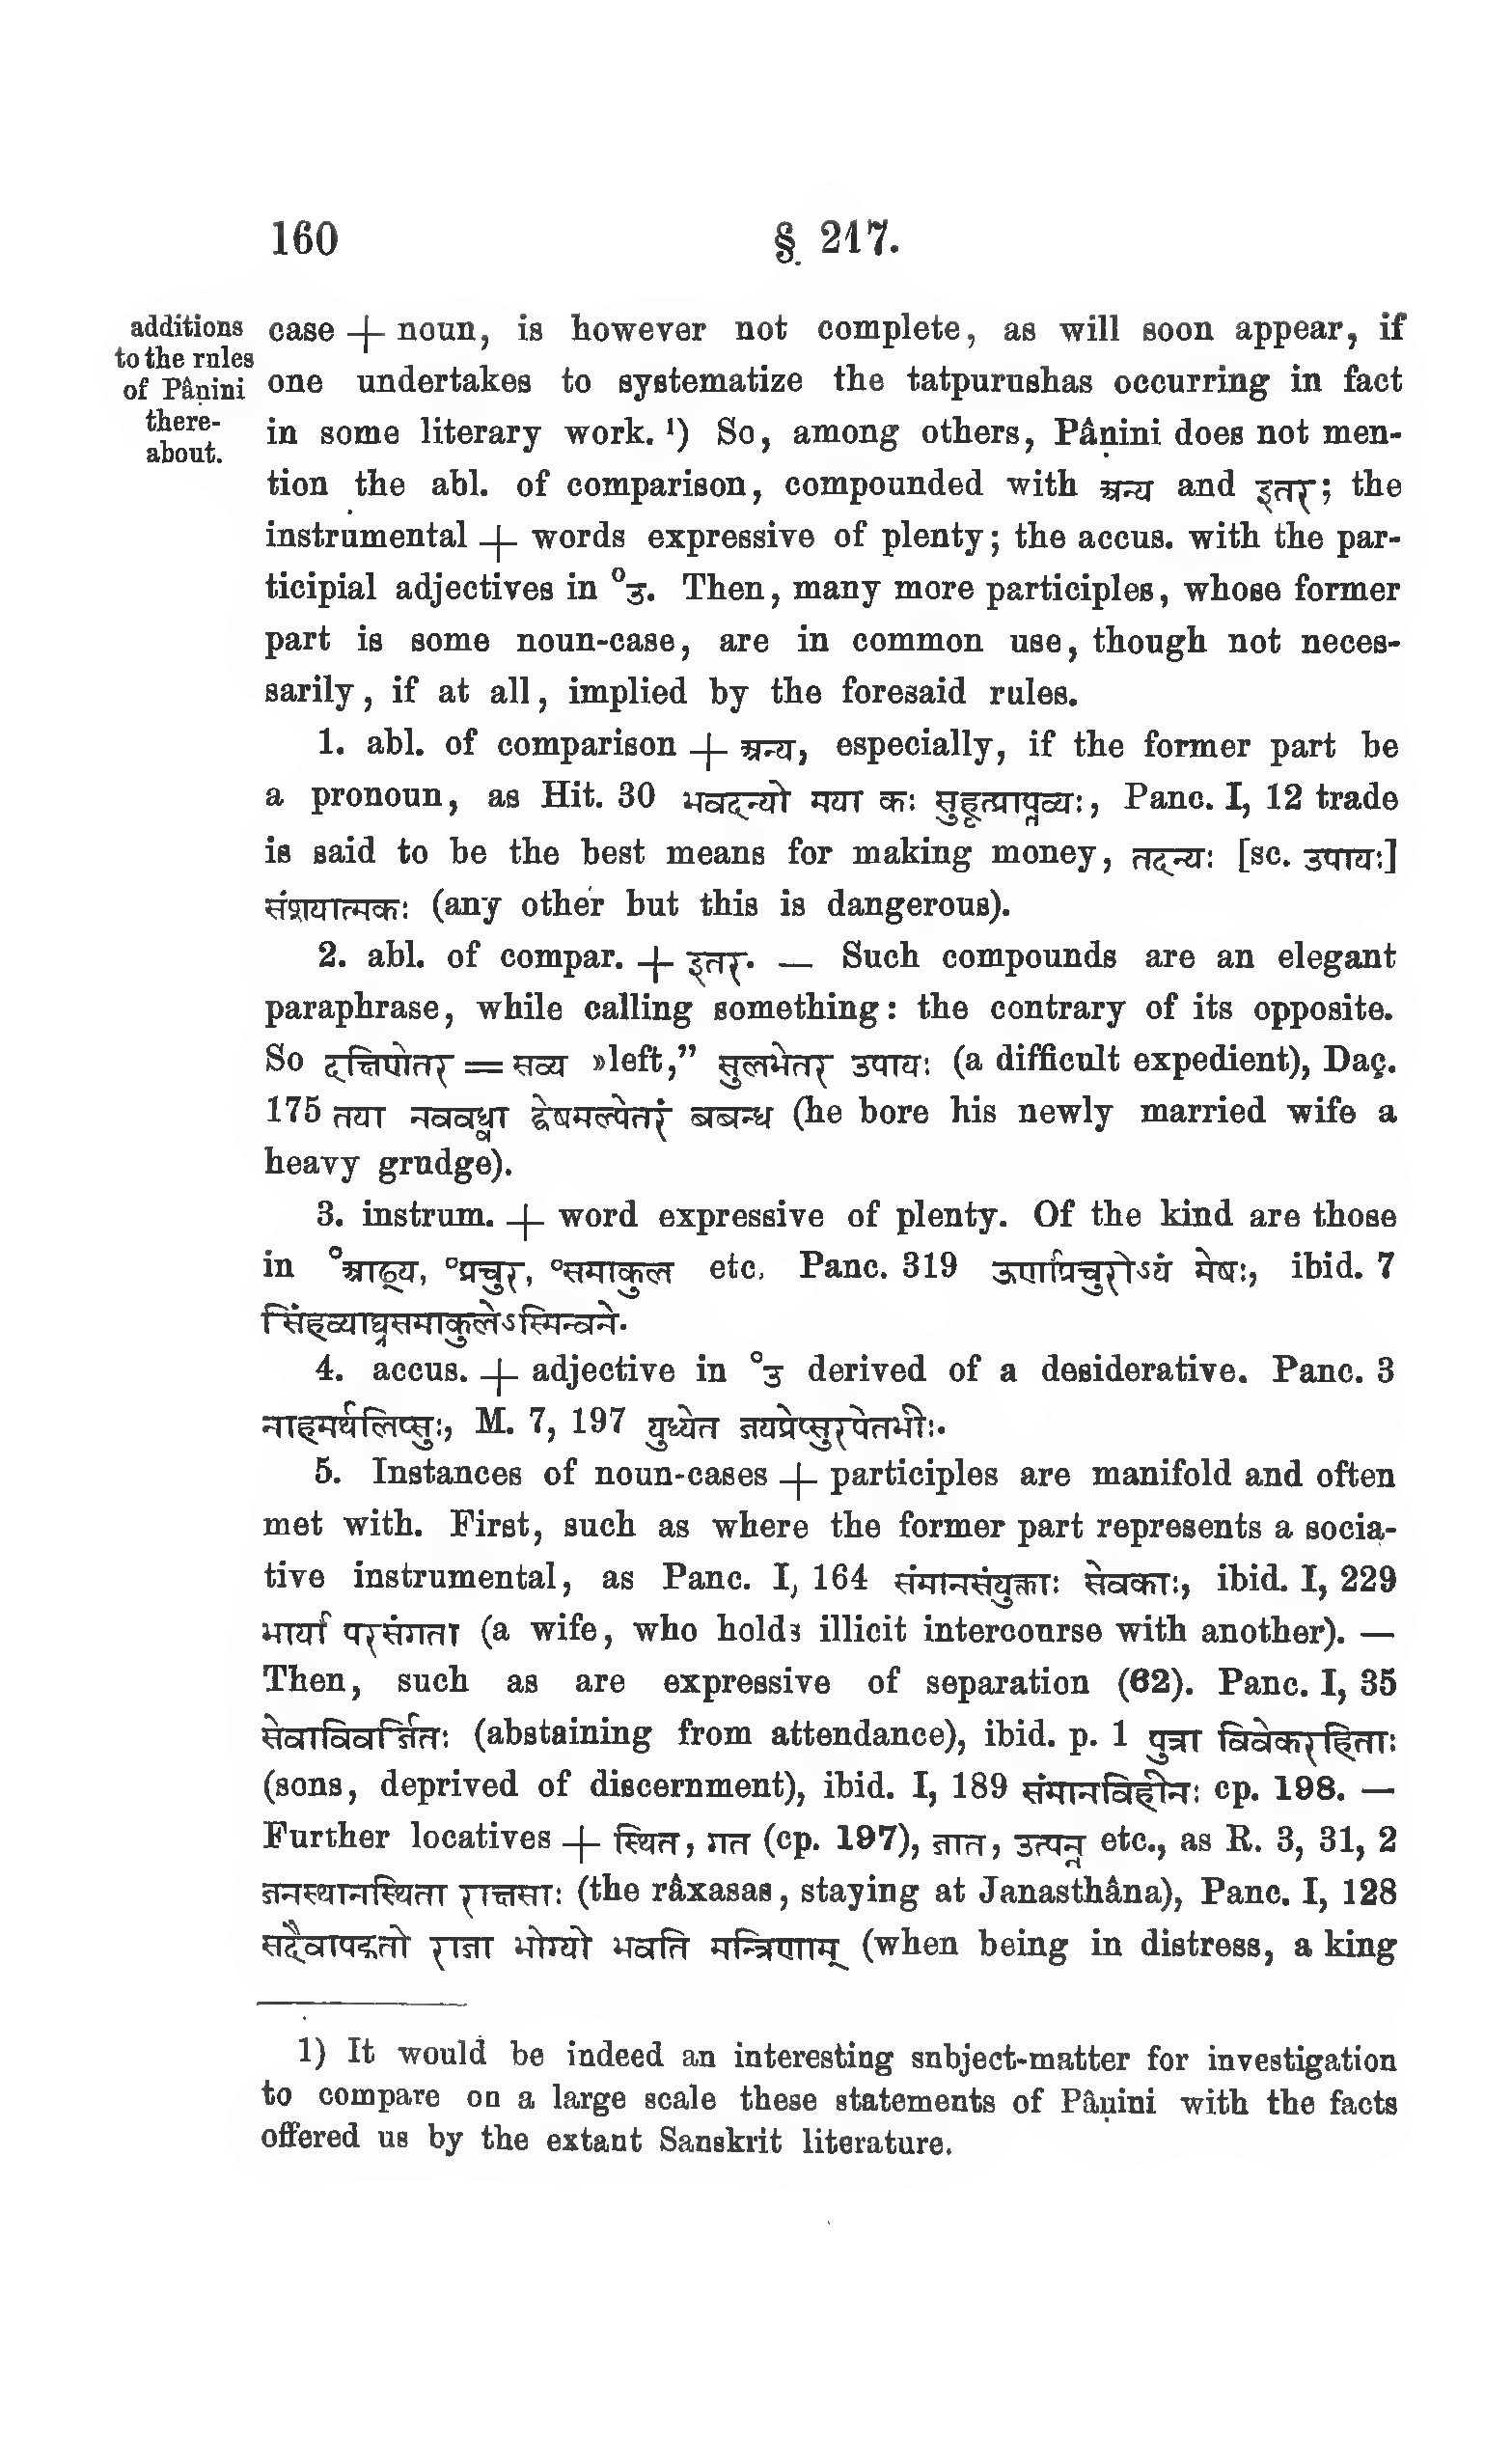 160 § 217.
additions
to the rules
of Pâṇini
there-
about.
case + noun, is however not complete, as will soon appear, if
one undertakes to systematize the tatpurushas occurring in fact
in some literary work. ¹) So, among others, Pâṇini does not men-
tion the abl. of comparison, compounded with अन्य and इतर; the
instrumental + words expressive of plenty; the accus. with the par-
ticipial adjectives in °उ. Then, many more participles, whose former
part is some noun-case, are in common use, though not neces-
sarily, if at all, implied by the foresaid rules.
1. abl. of comparison + अन्य, especially, if the former part be
a pronoun, as Hit. 30 भवदन्यो मया कः सुहृत्प्राप्तव्यः, Panc. I, 12 trade
is said to be the best means for making money, तदन्यः [sc. उपायः]
संशयात्मकः (any other but this is dangerous).
2. abl. of compar. + इतर. — Such compounds are an elegant
paraphrase, while calling something: the contrary of its opposite.
So दक्षिणेतर = सव्य »left,” सुलभेतर उपायः (a difficult expedient), Daç.
175 तया नववध्वा द्वेषमल्पेतरं बबन्ध (he bore his newly married wife a
heavy grudge).
3. instrum. + word expressive of plenty. Of the kind are those
in °आढ्य, °प्रचुर, °समाकुल etc. Panc. 319 ऊर्णाप्रचुरोऽयं मेषः, ibid. 7
सिंहव्याघ्रसमाकुलेऽस्मिन्वने.
4. accus. + adjective in °उ derived of a desiderative. Panc. 3
नाहमर्थलिप्सुः, M. 7, 197 युध्येत जयप्रेप्सुरपेतभीः.
5. Instances of noun-cases + participles are manifold and often
met with. First, such as where the former part represents a socia-
tive instrumental, as Panc. I, 164 संमानसंयुक्ताः सेवकाः, ibid. I, 229
भार्या परसंगता (a wife, who holds illicit intercourse with another). —
Then, such as are expressive of separation (62). Panc. I, 35
सेवाविवर्जितः (abstaining from attendance), ibid. p. 1 पुत्रा विवेकरहिताः
(sons, deprived of discernment), ibid. I, 189 संमानविहीनः cp. 198. —
Further locatives + स्थित, गत (cp. 197), जात, उत्पन्न etc., as R. 3, 31, 2
जनस्थानस्थिता राक्षसाः (the râxasas, staying at Janasthâna), Panc. I, 128
सदैवापद्गतो राजा भोग्यो भवति मन्त्रिणाम् (when being in distress, a king
1) It would be indeed an interesting subject-matter for investigation
to compare on a large scale these statements of Pâṇini with the facts
offered us by the extant Sanskrit literature.